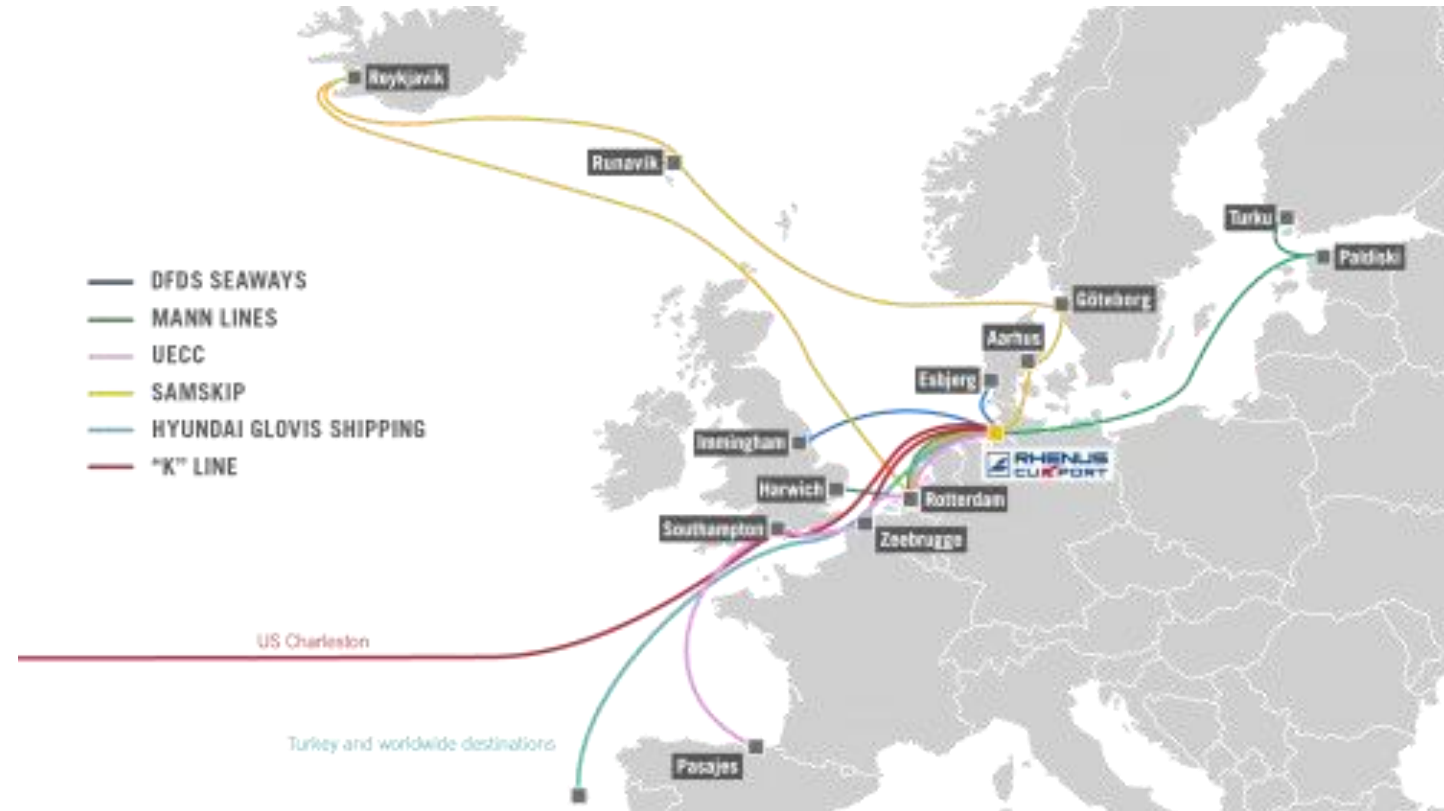 Reykjavik
Runavik
Turku
Paldiski
DFDS SEAWAYS
MANN LINES
UECC
SAMSKIP
HYUNDAI GLOVIS SHIPPING
"K" LINE
Göteborg
Aarhus
Esbjerg
Immingham
RHENUS
CUXPORT
Harwich
Rotterdam
Southampton
Zeebrugge
US Charleston
Turkey and worldwide destinations
Pasajes